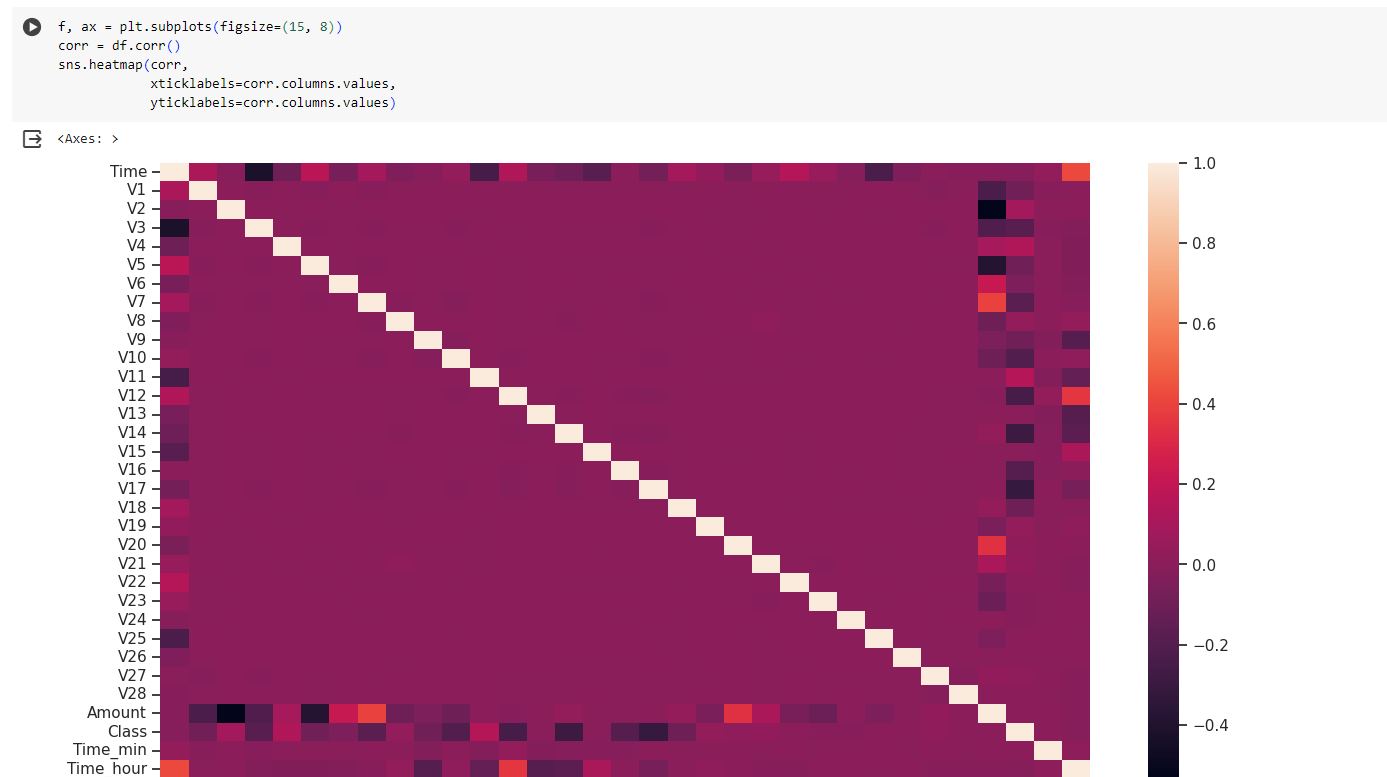 f, ax = plt.subplots(figsize=(15, 8))
corr = df.corr()
sns.heatmap(corr,
            xticklabels=corr.columns.values,
            yticklabels=corr.columns.values)
<Axes: >
Time
V1
V2
V3
V4
V5
V6
V7
V8
V9
V10
V11
V12
V13
V14
V15
V16
V17
V18
V19
V20
V21
V22
V23
V24
V25
V26
V27
V28
Amount
Class
Time_min
Time_hour
1.0
0.8
0.6
0.4
0.2
0.0
−0.2
−0.4